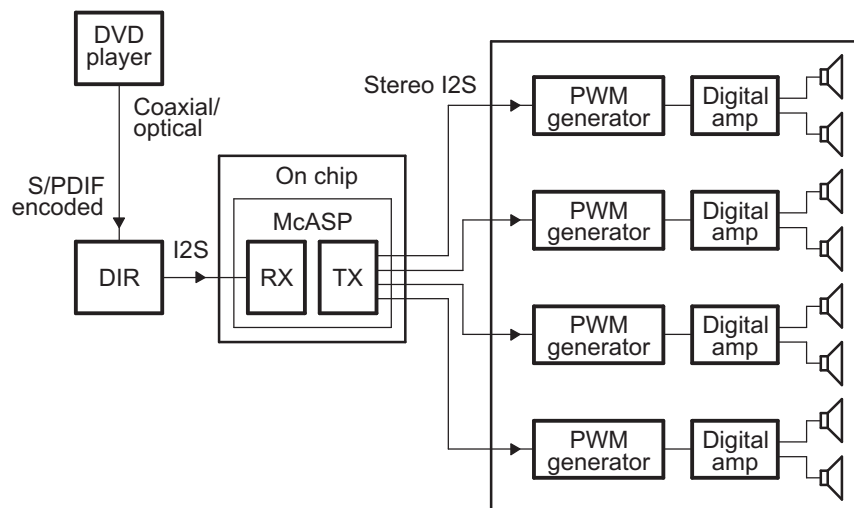 DVD
player
Coaxial/
optical
S/PDIF
encoded
DIR
I2S
On chip
McASP
RX
TX
Stereo I2S
PWM
generator
Digital
amp
PWM
generator
Digital
amp
PWM
generator
Digital
amp
PWM
generator
Digital
amp